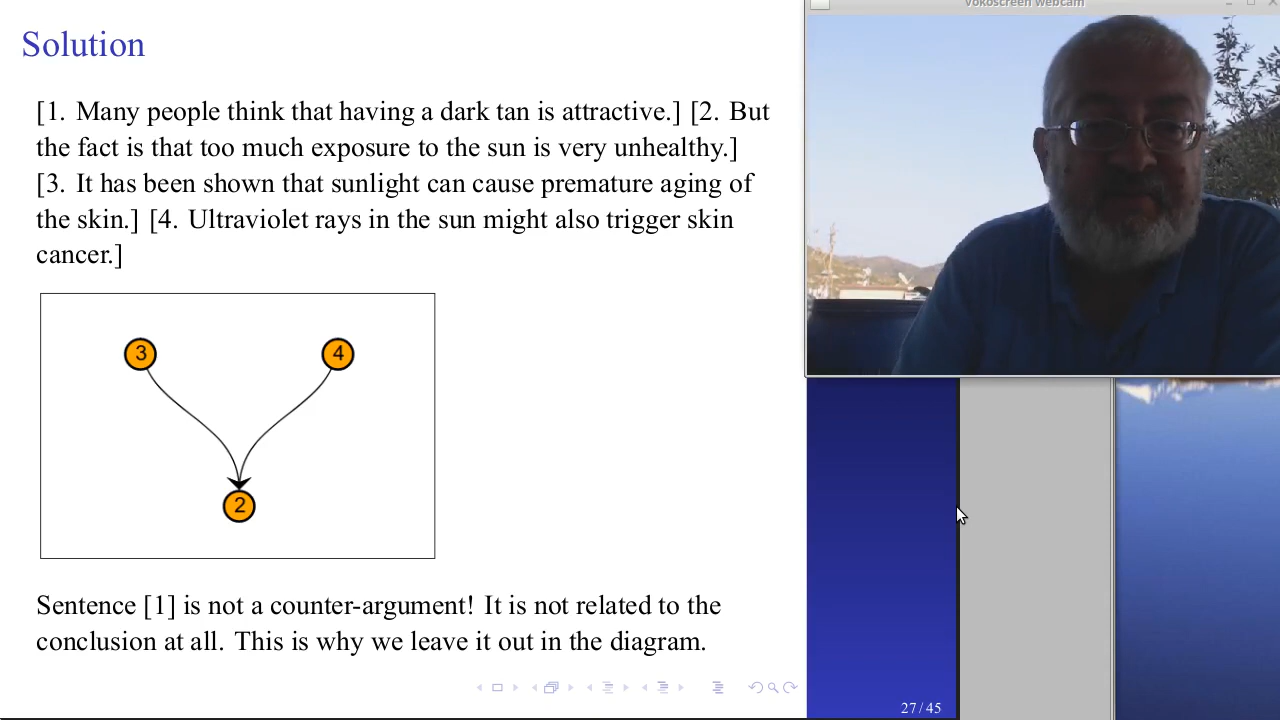 Solution
[1. Many people think that having a dark tan is attractive.] [2. But
the fact is that too much exposure to the sun is very unhealthy.]
[3. It has been shown that sunlight can cause premature aging of
the skin.] [4. Ultraviolet rays in the sun might also trigger skin
cancer.]
3
4
2
Sentence [1] is not a counter-argument! It is not related to the
conclusion at all. This is why we leave it out in the diagram.
27 / 45
Vokoscreen webcam